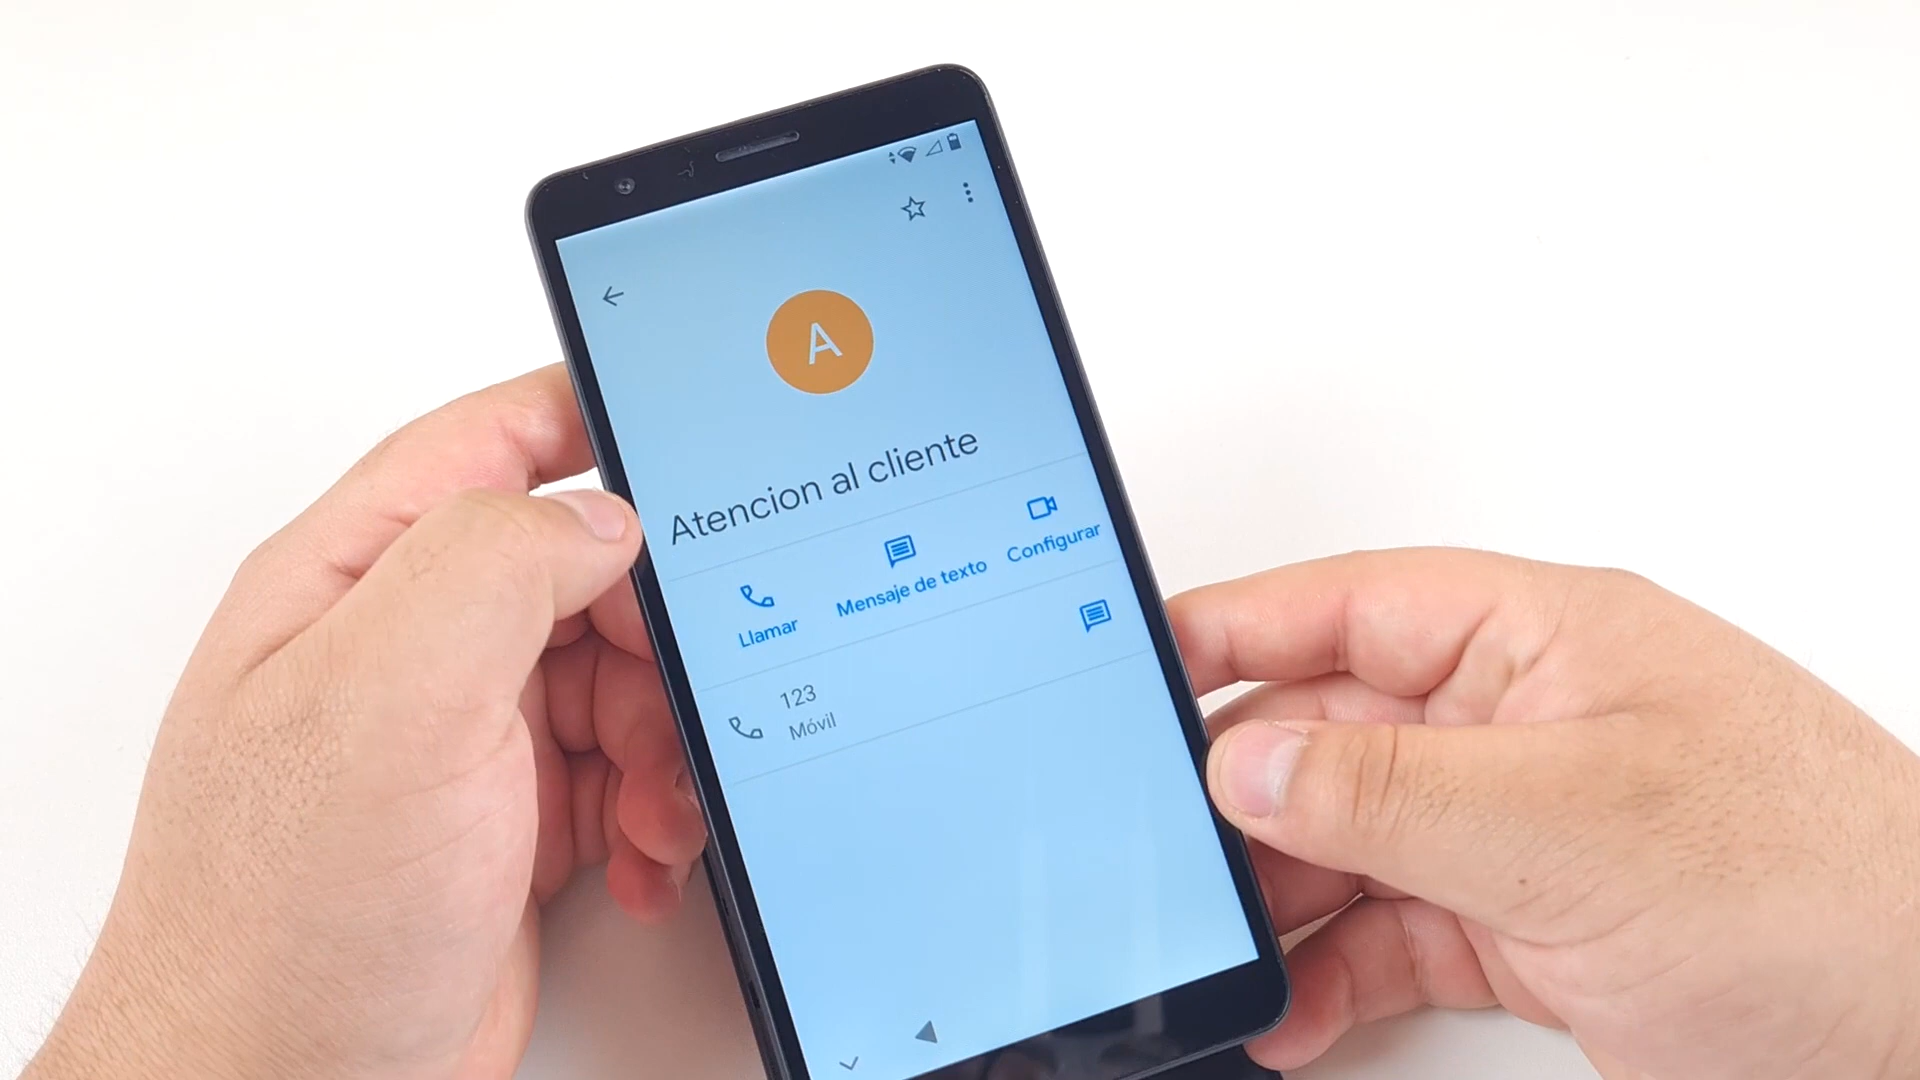 A
Atencion al cliente
Llamar
Mensaje de texto
Configurar
123
Móvil